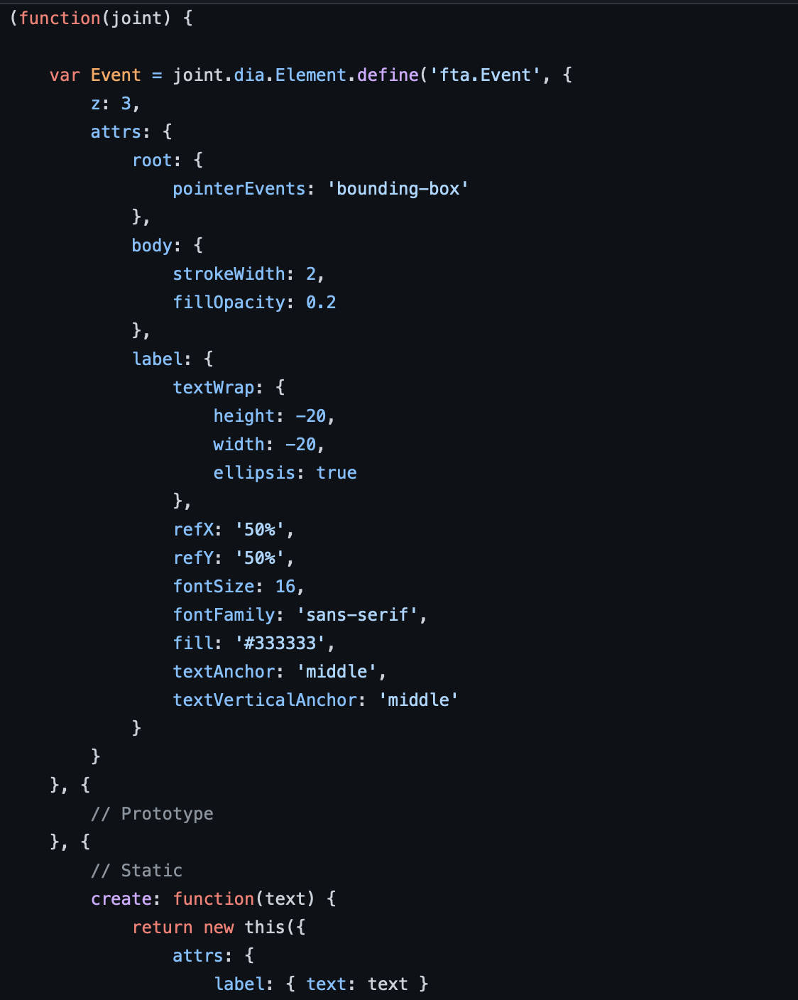 (function(joint) {

    var Event = joint.dia.Element.define('fta.Event', {
        z: 3,
        attrs: {
            root: {
                pointerEvents: 'bounding-box'
            },
            body: {
                strokeWidth: 2,
                fillOpacity: 0.2
            },
            label: {
                textWrap: {
                    height: -20,
                    width: -20,
                    ellipsis: true
                },
                refX: '50%',
                refY: '50%',
                fontSize: 16,
                fontFamily: 'sans-serif',
                fill: '#333333',
                textAnchor: 'middle',
                textVerticalAnchor: 'middle'
            }
        }
    }, {
        // Prototype
    }, {
        // Static
        create: function(text) {
            return new this({
                attrs: {
                    label: { text: text }